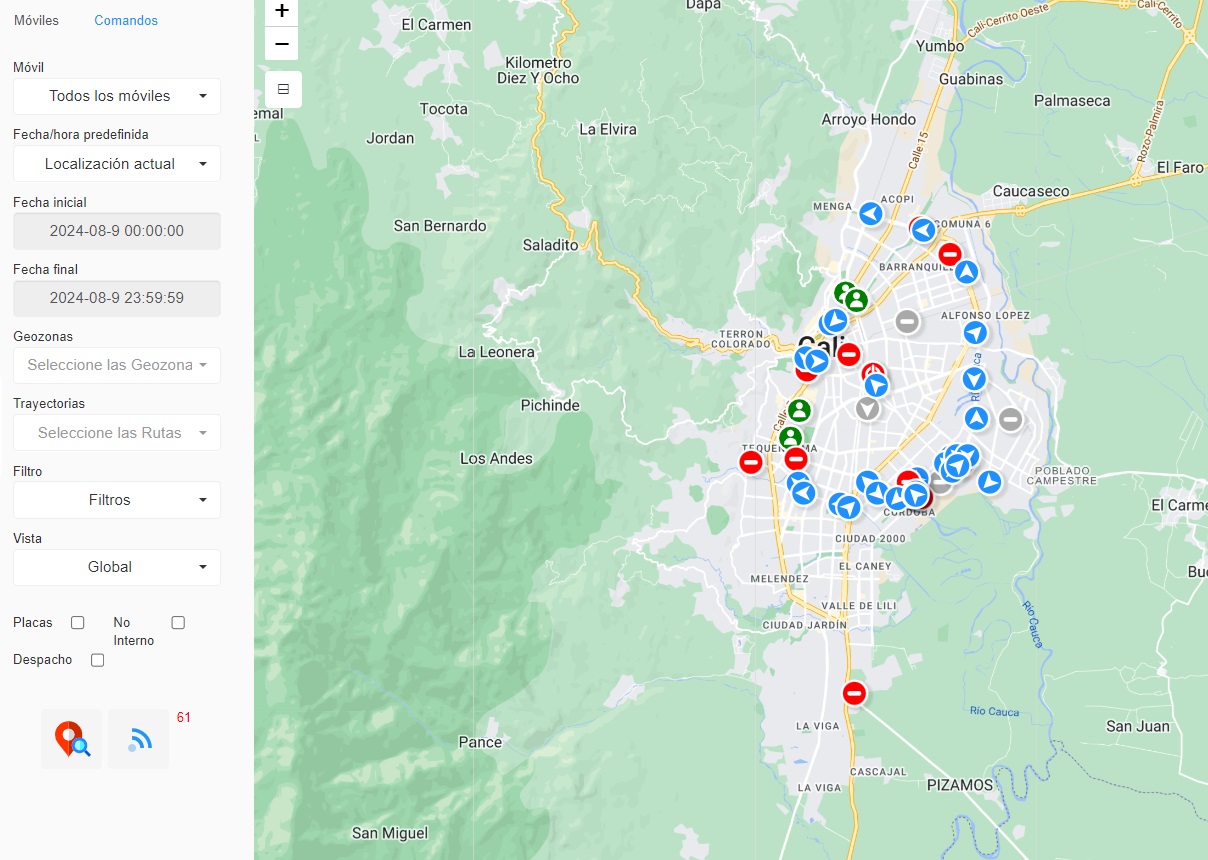 Móviles
Comandos
Móvil
Todos los móviles
Fecha/hora predefinida
Localización actual
Fecha inicial
2024-08-9 00:00:00
Fecha final
2024-08-9 23:59:59
Geozonas
Seleccione las Geozona
Trayectorias
Seleccione las Rutas
Filtro
Filtros
Vista
Global
Placas
No
Interno
Despacho
61
+
−
Dapa
El Carmen
Cali-Cerrito Oeste
Cali-Cerrito
Yumbo
Kilometro
Diez Y Ocho
Guabinas
Palmaseca
Tocota
Arroyo Hondo
La Elvira
Jordan
Calle 15
Rozo-Palmira
El Faro
Caucaseco
ACOPI
MENGA
San Bernardo
COMUNA 6
Saladito
ALFONSO LOPEZ
TERRON
COLORADO
Cali
La Leonera
Pichinde
Los Andes
POBLADO
CAMPESTRE
CORDOBA
CIUDAD 2000
EL CANEY
MELENDEZ
VALLE DE LILI
CIUDAD JARDÍN
Río Cauca
Río Cauca
LA VIGA
San Juan
Pance
CASCAJAL
LA VIGA
PIZAMOS
San Miguel